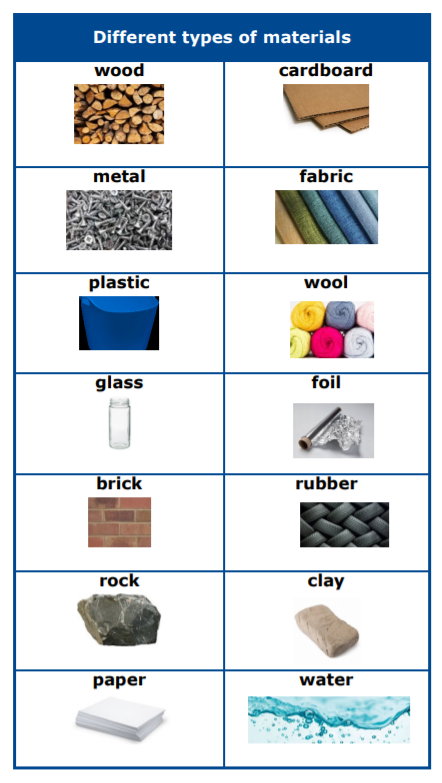 Different types of materials
wood
cardboard
metal
fabric
plastic
wool
glass
foil
brick
rubber
rock
clay
paper
water